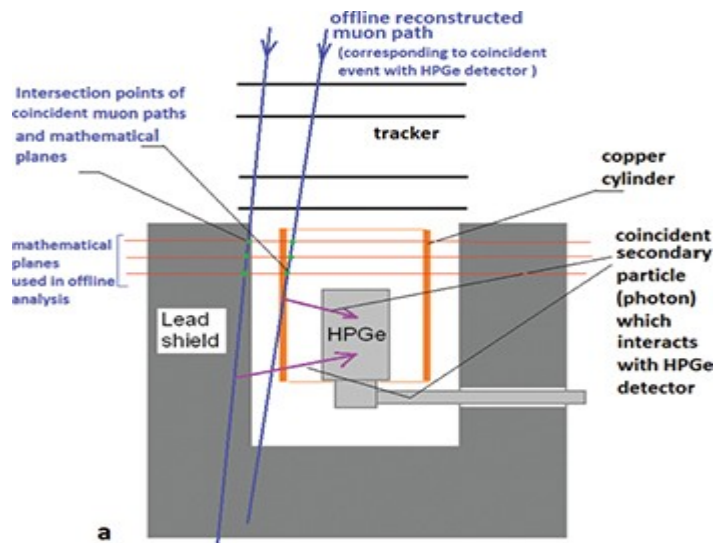 offline reconstructed
muon path
(corresponding to coincident
event with HPGe detector )
Intersection points of
coincident muon paths
and mathematical
planes
tracker
copper
cylinder
mathematical
planes
used in offline
analysis
coincident
secondary
particle
(photon)
which
interacts
with HPGe
detector
Lead
shield
HPGe
a